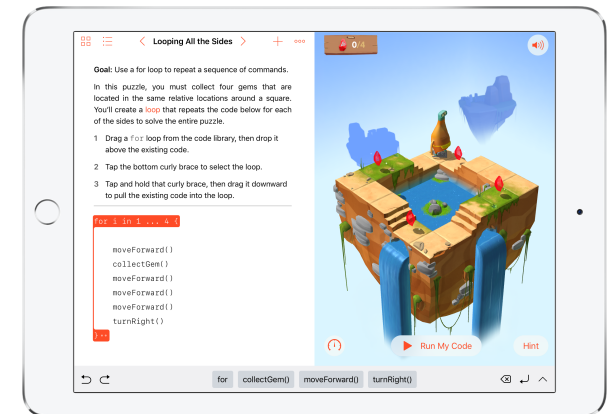 Looping All the Sides
0/4
Goal: Use a for loop to repeat a sequence of commands.
In this puzzle, you must collect four gems that are
located in the same relative locations around a square.
You'll create a loop that repeats the code below for each
of the sides to solve the entire puzzle.
1 Drag a for loop from the code library, then drop it
above the existing code.
2 Tap the bottom curly brace to select the loop.
3 Tap and hold that curly brace, then drag it downward
to pull the existing code into the loop.
for i in 1 ... 4 {
moveForward()
collectGem()
moveForward()
moveForward()
moveForward()
turnRight()
}
Run My Code
Hint
for collectGem() moveForward() turnRight()